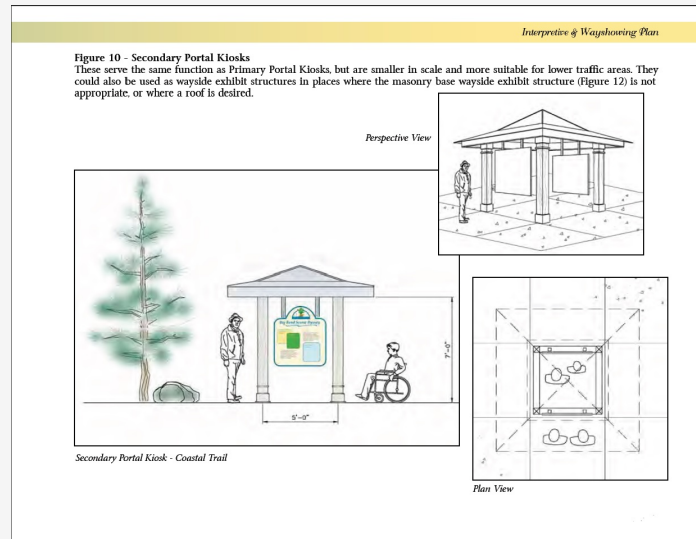 Interpretive & Wayshowing Plan
Figure 10 - Secondary Portal Kiosks
These serve the same function as Primary Portal Kiosks, but are smaller in scale and more suitable for lower traffic areas. They
could also be used as wayside exhibit structures in places where the masonry base wayside exhibit structure (Figure 12) is not
appropriate, or where a roof is desired.
Perspective View
7'-0"
5'-0"
Secondary Portal Kiosk - Coastal Trail
Plan View